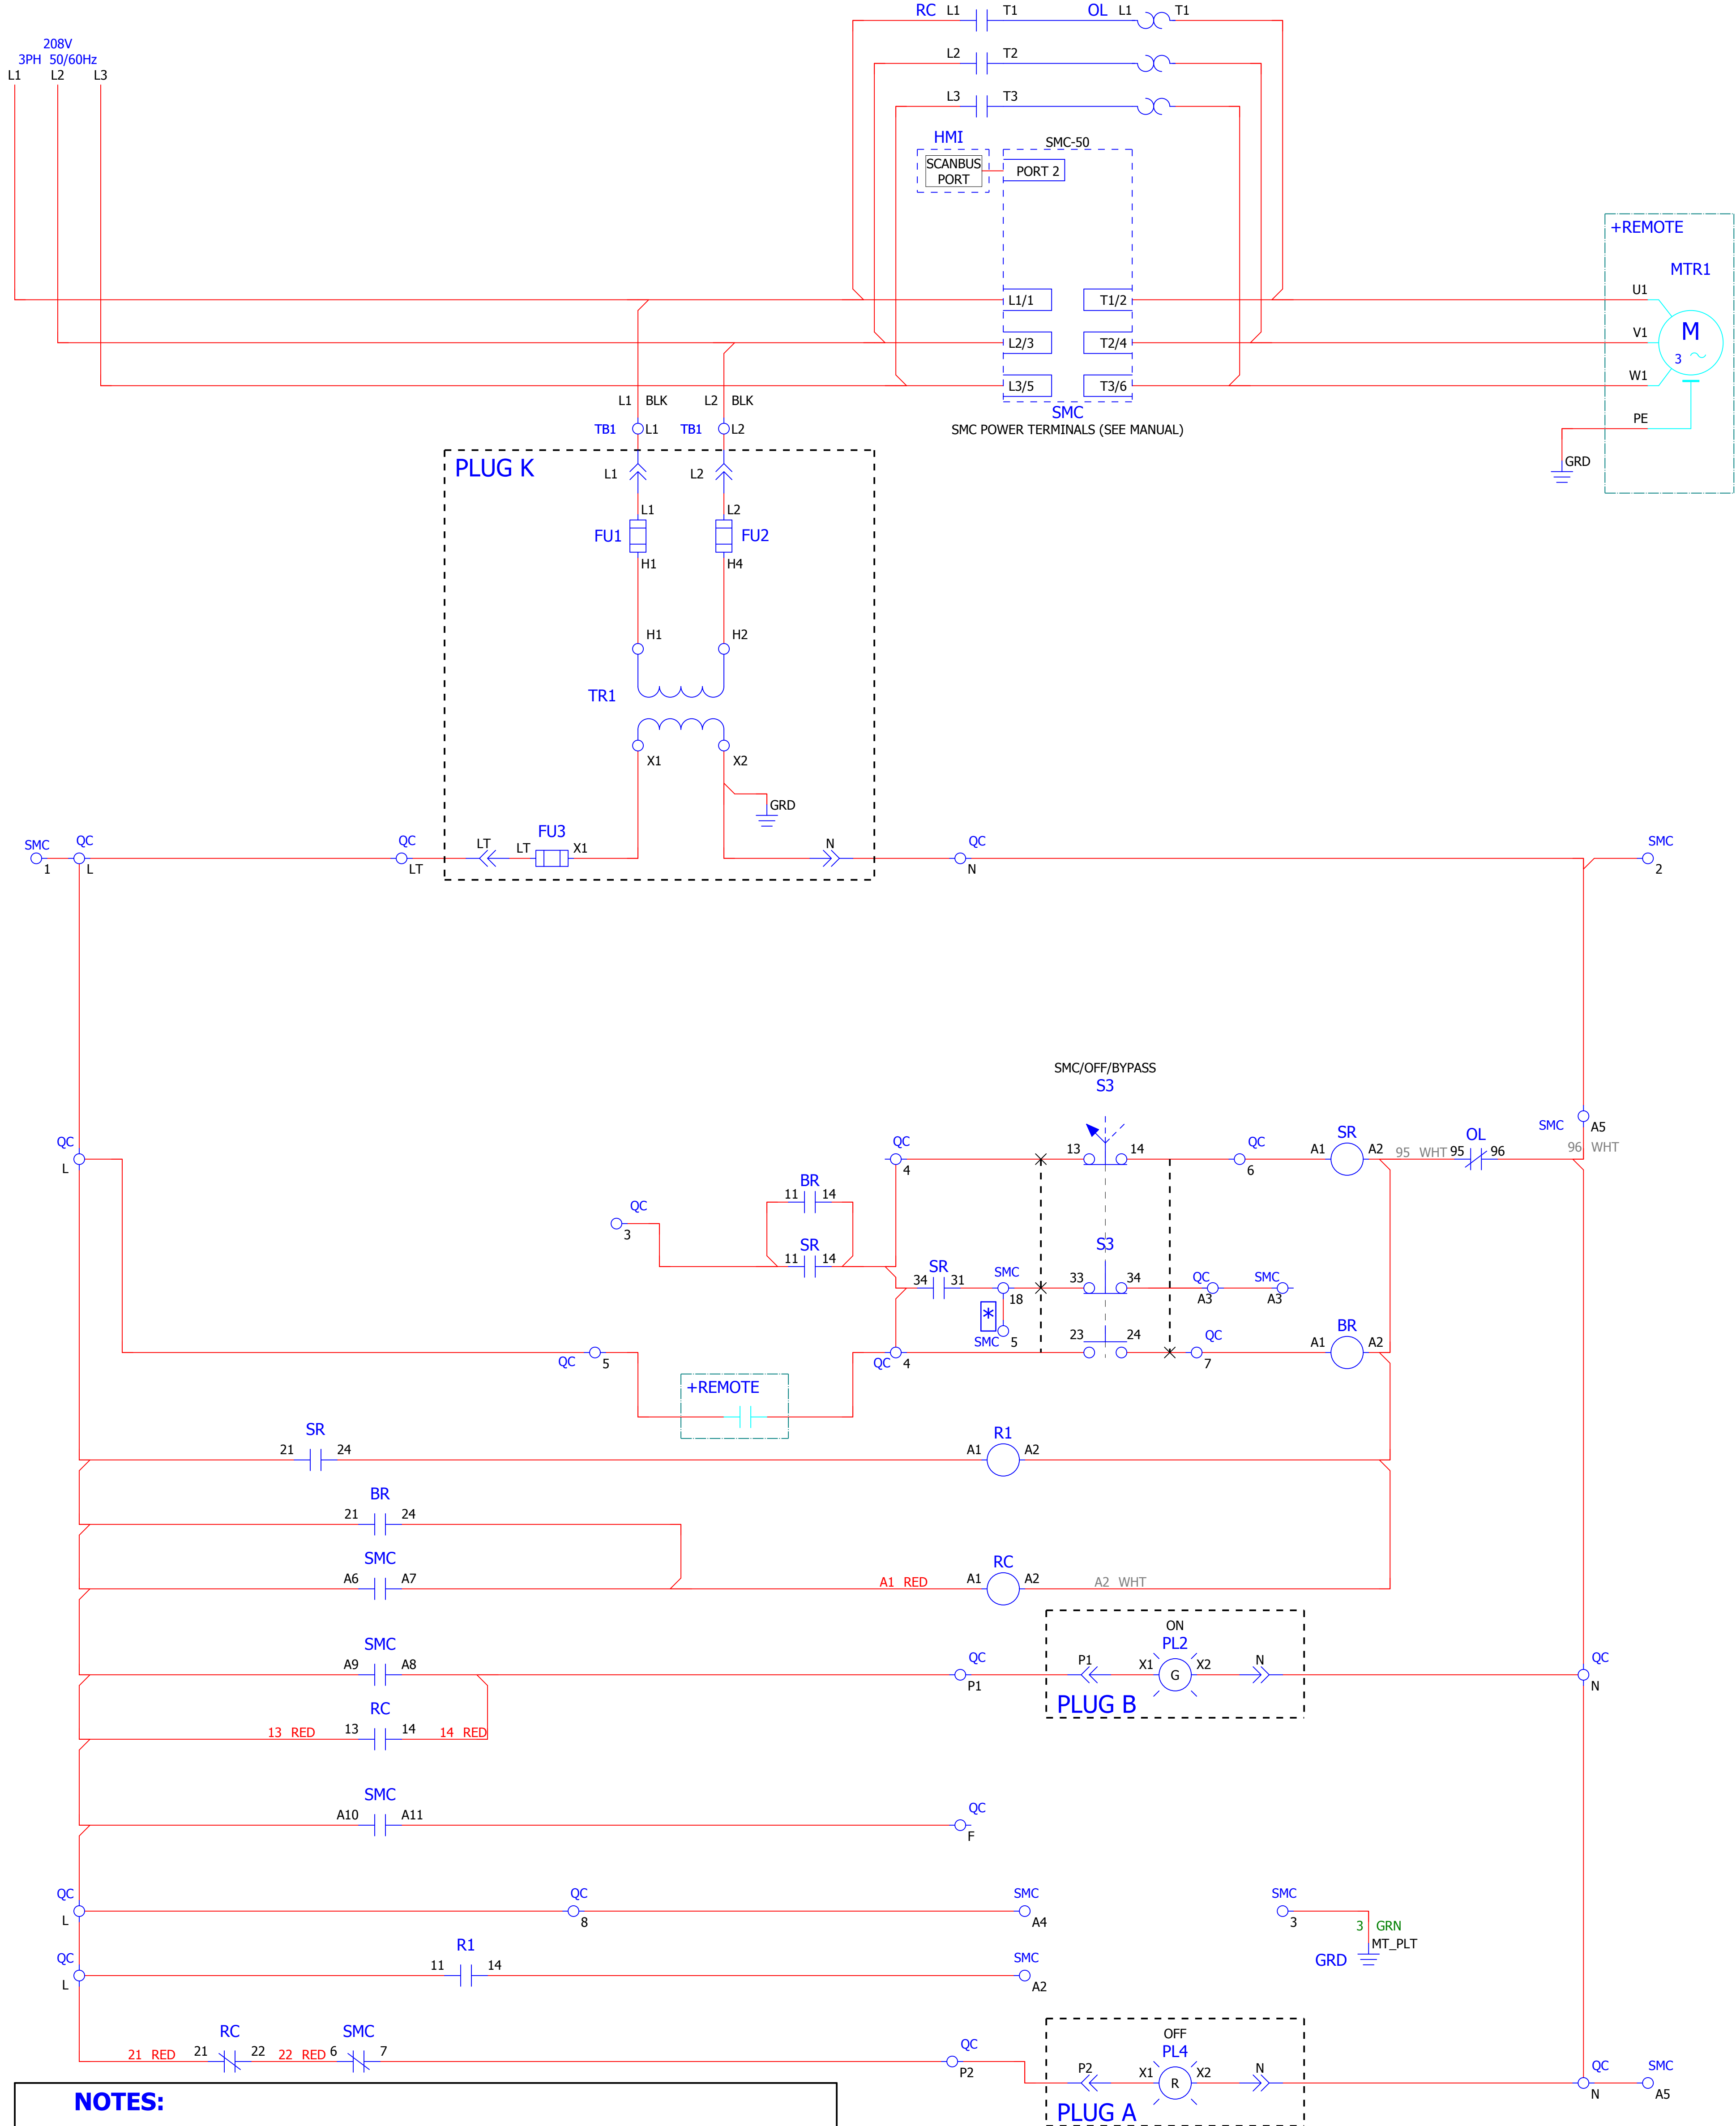 RC L1 T1 OL L1 T1
208V
3PH 50/60Hz
L1 L2 L3
L2 T2
L3 T3
HMI
SMC-50
SCANBUS
PORT
PORT 2
+REMOTE
MTR1
L1/1 T1/2 U1
L2/3 T2/4 V1
M
3
L3/5 T3/6 W1
L1 BLK L2 BLK
SMC
SMC POWER TERMINALS (SEE MANUAL)
PE
TB1 L1 TB1 L2
GRD
PLUG K
L1 L2
L1 L2
FU1 FU2
H1 H4
H1 H2
TR1
X1 X2
GRD
SMC QC QC FU3 QC SMC
LT LT X1 N
1 L LT N 2
SMC/OFF/BYPASS
S3
SMC A5
QC QC 13 14 QC SR OL
A1 A2 95 WHT 95 96 96 WHT
L 4 6
BR
11 14
QC
3
SR
11 14
S3
SR
34 31 SMC 33 34 QC SMC
18 A3 A3
*
SMC 5 23 24 QC BR
A1 A2
QC 5 QC 4 7
+REMOTE
SR R1
21 24 A1 A2
BR
21 24
SMC RC
A6 A7 A1 RED A1 A2 A2 WHT
ON
SMC PL2
A9 A8 QC P1 X1 G X2 N QC
P1 N
PLUG B
RC
13 RED 13 14 14 RED
SMC
A10 A11 QC
F
QC QC SMC SMC
L 8 A4 3
3 GRN
MT_PLT
GRD
QC R1 SMC
11 14
L A2
OFF
RC SMC PL4
21 RED 21 22 22 RED 6 7 QC P2 X1 R X2 N QC SMC
P2 N A5
NOTES:
PLUG A